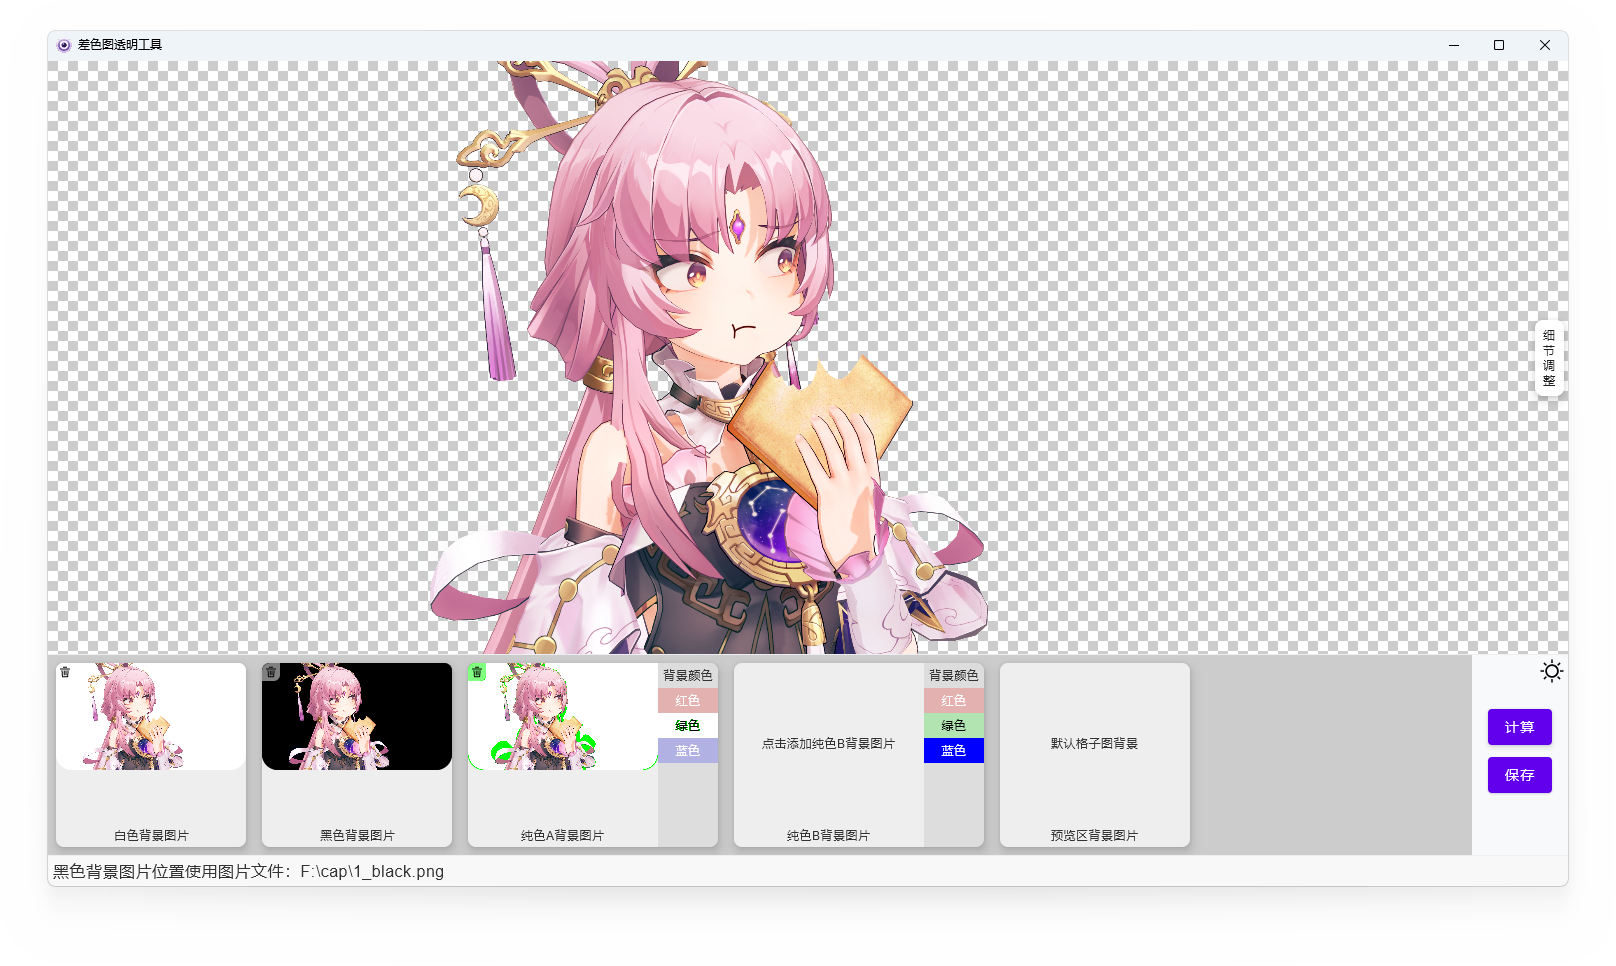 差色图透明工具
细
节
调
整
背景颜色
红色
绿色
蓝色
点击添加纯色B背景图片
背景颜色
红色
绿色
蓝色
默认格子图背景
白色背景图片
黑色背景图片
纯色A背景图片
纯色B背景图片
预览区背景图片
计算
保存
黑色背景图片位置使用图片文件：F:\cap\1_black.png